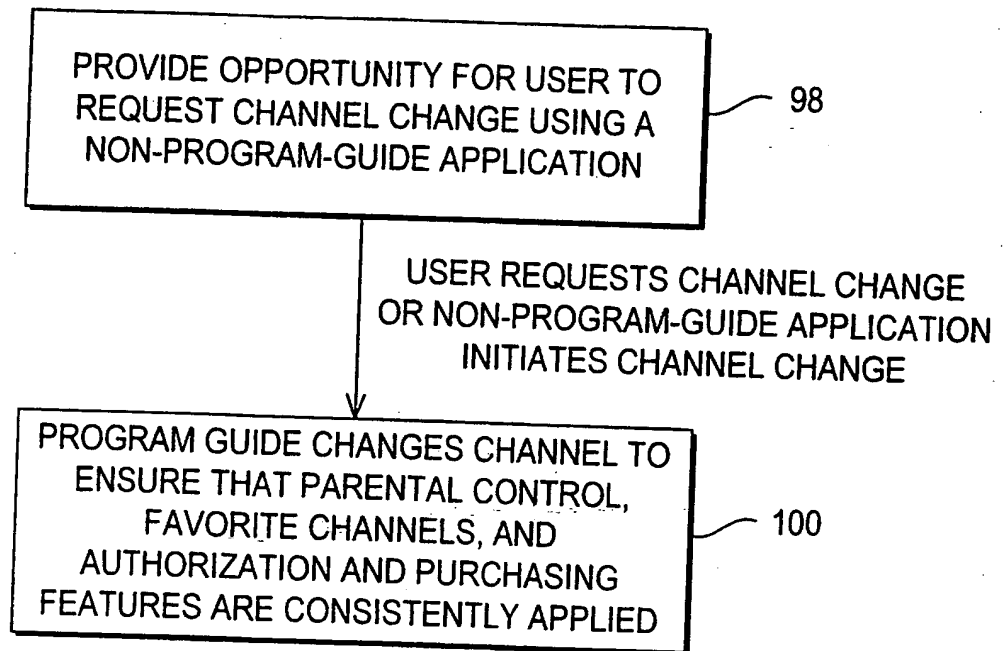 PROVIDE OPPORTUNITY FOR USER TO
REQUEST CHANNEL CHANGE USING A
NON-PROGRAM-GUIDE APPLICATION
98
USER REQUESTS CHANNEL CHANGE
OR NON-PROGRAM-GUIDE APPLICATION
INITIATES CHANNEL CHANGE
PROGRAM GUIDE CHANGES CHANNEL TO
ENSURE THAT PARENTAL CONTROL,
FAVORITE CHANNELS, AND
AUTHORIZATION AND PURCHASING
FEATURES ARE CONSISTENTLY APPLIED
100